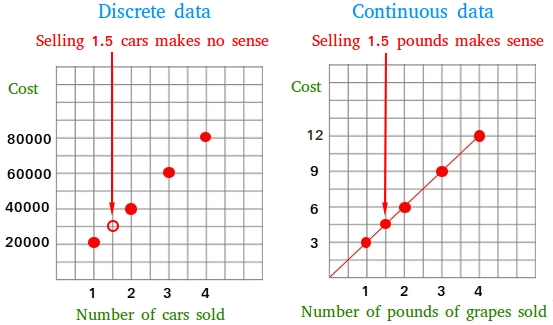 Discrete data
Selling 1.5 cars makes no sense
Cost
80000
60000
40000
20000
1 2 3 4
Number of cars sold
Continuous data
Selling 1.5 pounds makes sense
Cost
12
9
6
3
1 2 3 4
Number of pounds of grapes sold